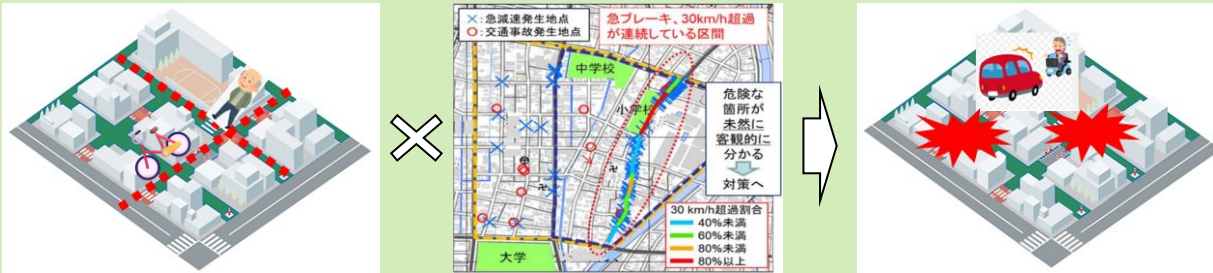 ×:急減速発生地点
○:交通事故発生地点
急ブレーキ、30km/h超過
が連続している区間
中学校
小学校
危険な
箇所が
未然に
客観的に
分かる
対策へ
30 km/h超過割合
40%未満
60%未満
80%未満
80%以上
大学